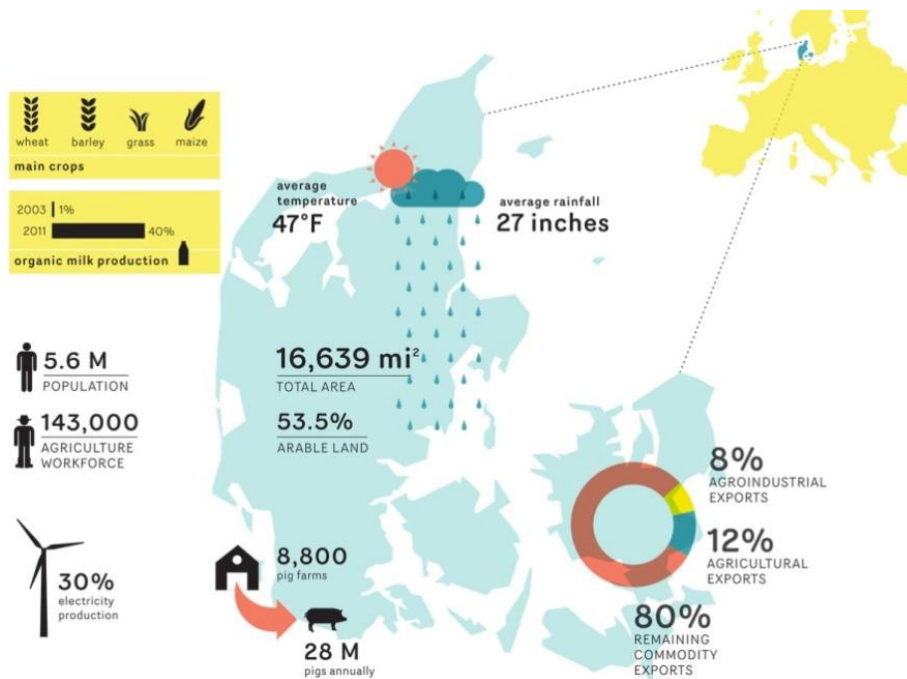 wheat barley grass maize
main crops
2003 1%
2011 40%
organic milk production
average
temperature
47°F
average rainfall
27 inches
5.6 M
POPULATION
143,000
AGRICULTURE
WORKFORCE
16,639 mi²
TOTAL AREA
53.5%
ARABLE LAND
30%
electricity
production
8,800
pig farms
28 M
pigs annually
8%
AGROINDUSTRIAL
EXPORTS
12%
AGRICULTURAL
EXPORTS
80%
REMAINING
COMMODITY
EXPORTS